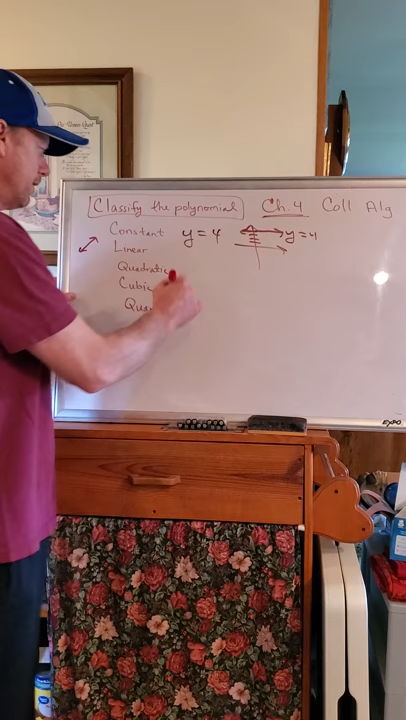 Classify the polynomial Ch.4 Coll Alg
Constant y=4 y=4
Linear
Quadratic
Cubic
Qua
EXPO